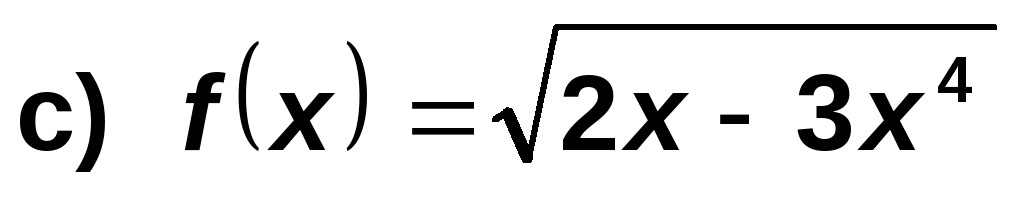 c) f(x) = √2x - 3x⁴